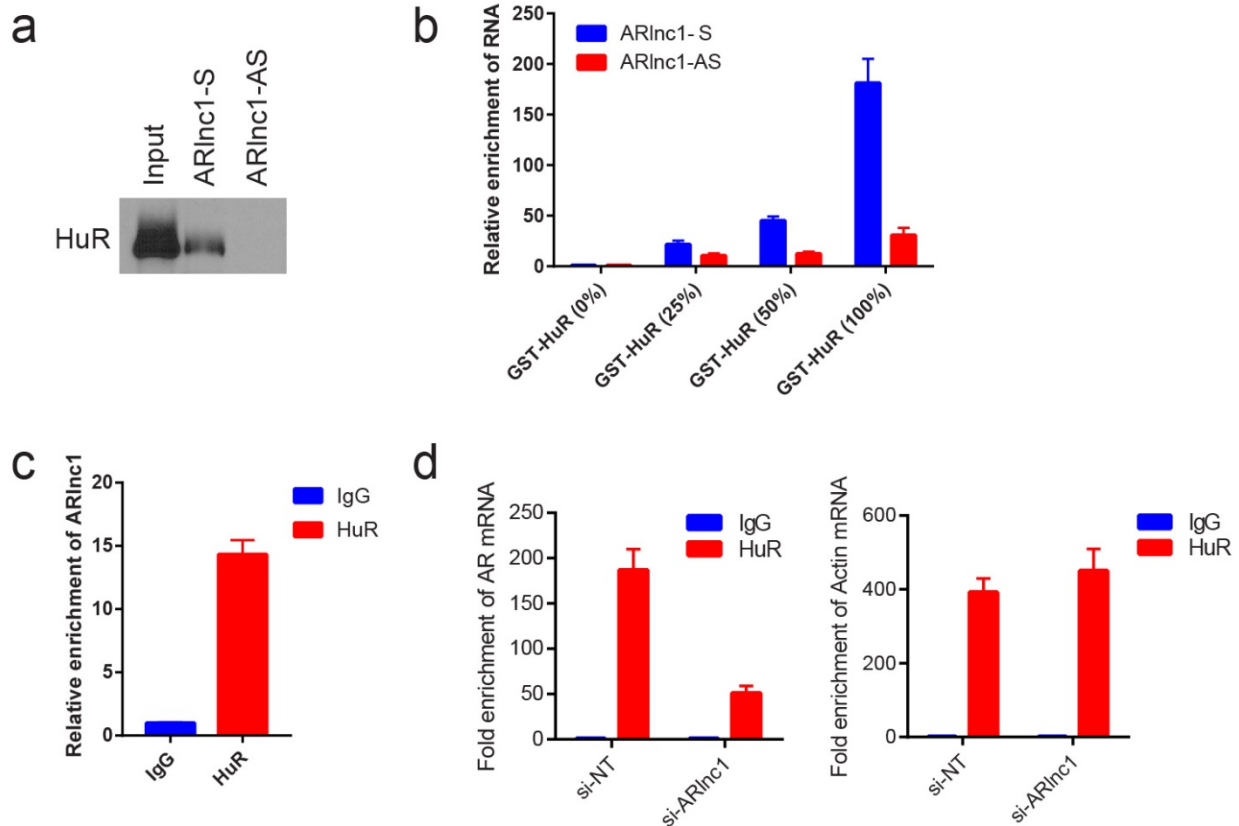 a
Input
ARlnc1-S
ARlnc1-AS
HuR
b
Relative enrichment of RNA
250
200
150
100
50
0
ARlnc1- S
ARlnc1-AS
GST-HuR (0%)
GST-HuR (25%)
GST-HuR (50%)
GST-HuR (100%)
c
Relative enrichment of ARlnc1
20
15
10
5
0
IgG
HuR
IgG
HuR
d
Fold enrichment of AR mRNA
250
200
150
100
50
0
IgG
HuR
si-NT
si-ARlnc1
Fold enrichment of Actin mRNA
600
400
200
0
IgG
HuR
si-NT
si-ARlnc1